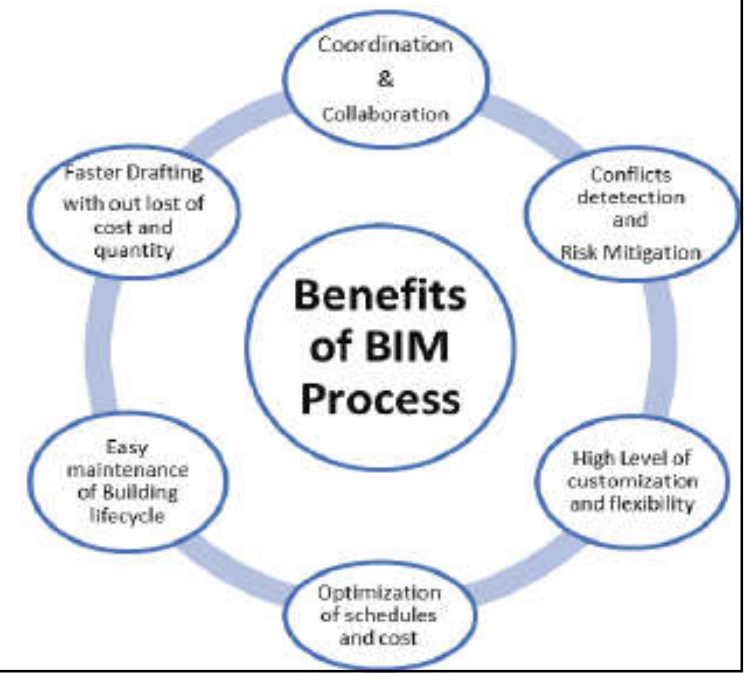 Coordination
&
Collaboration
Conflicts
detetection
and
Risk Mitigation
High Level of
customization
and flexibility
Optimization
of schedules
and cost
Easy
maintenance
of Building
lifecycle
Faster Drafting
with out lost of
cost and
quantity
Benefits
of BIM
Process